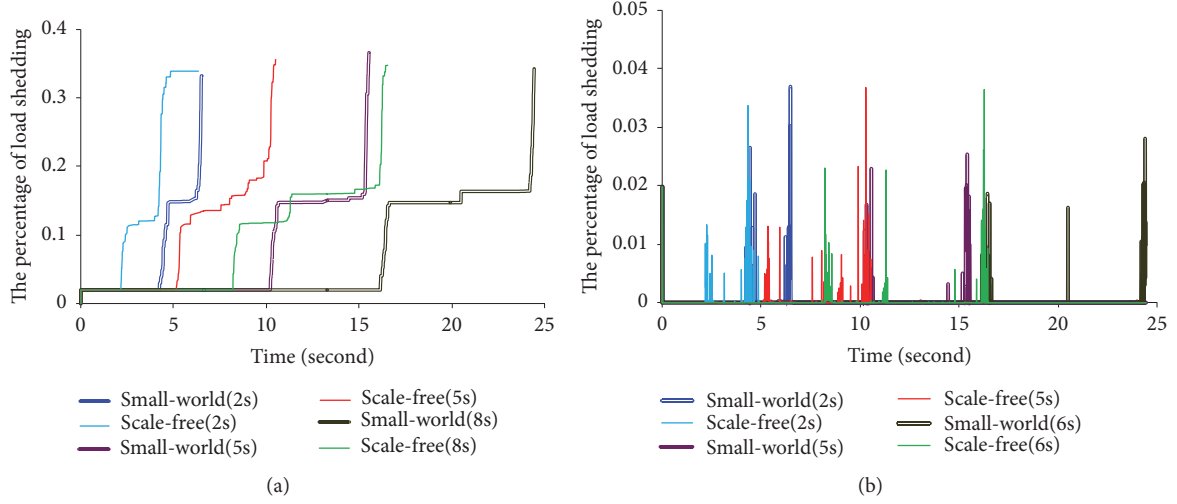 The percentage of load shedding
0.4
0.3
0.2
0.1
0
0
5
10
15
20
25
Time (second)
Small-world(2s)
Scale-free(2s)
Small-world(5s)
Scale-free(5s)
Small-world(8s)
Scale-free(8s)
(a)
The percentage of load shedding
0.05
0.04
0.03
0.02
0.01
0
0
5
10
15
20
25
Time (second)
Small-world(2s)
Scale-free(2s)
Small-world(5s)
Scale-free(5s)
Small-world(6s)
Scale-free(6s)
(b)